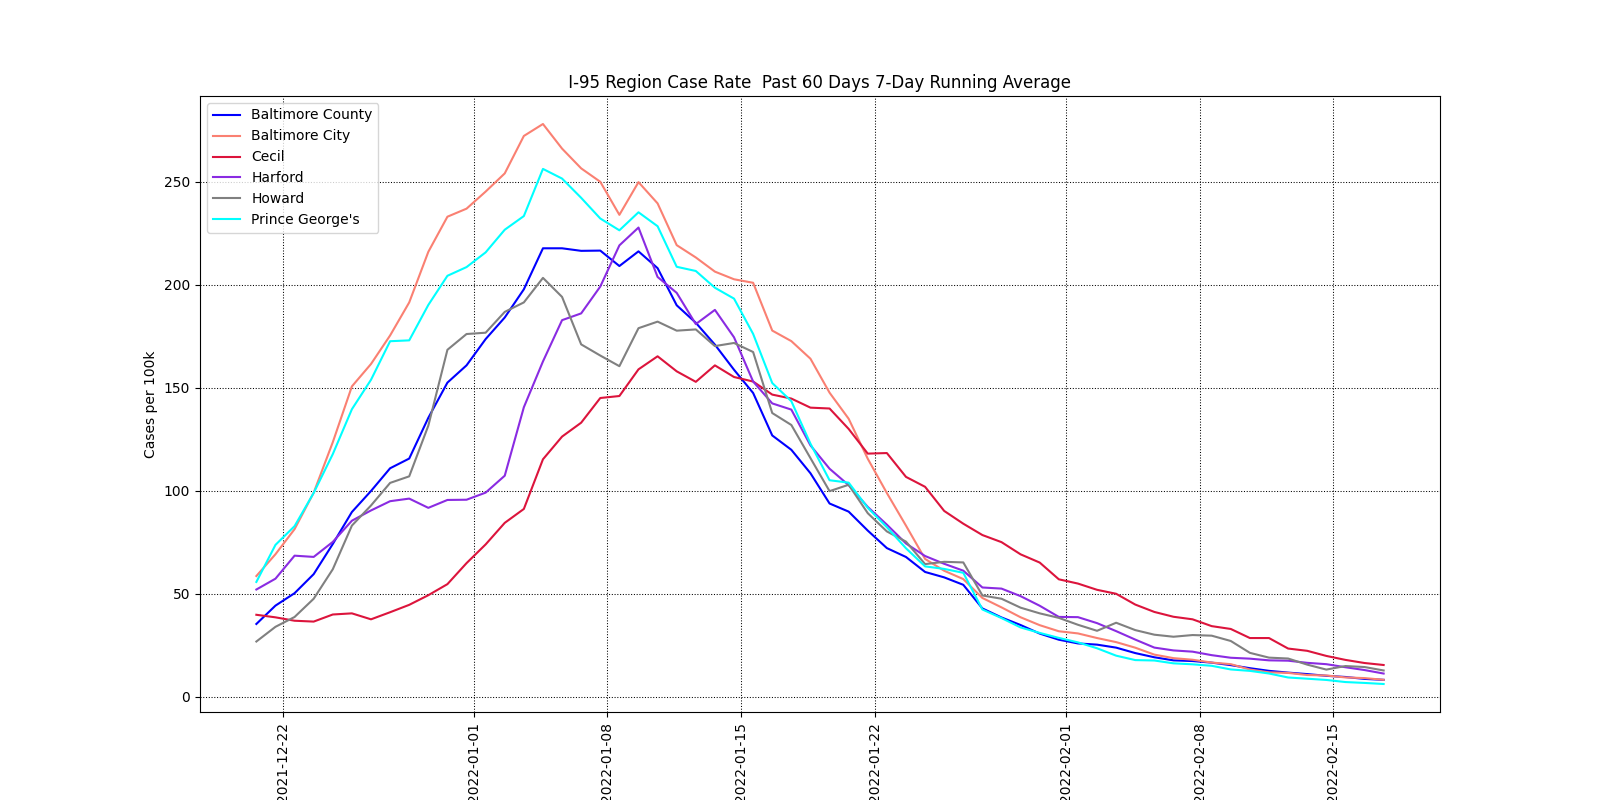 I-95 Region Case Rate  Past 60 Days 7-Day Running Average
Baltimore County
Baltimore City
Cecil
Harford
Howard
Prince George's
Cases per 100k
250
200
150
100
50
0
2021-12-22
2022-01-01
2022-01-08
2022-01-15
2022-01-22
2022-02-01
2022-02-08
2022-02-15